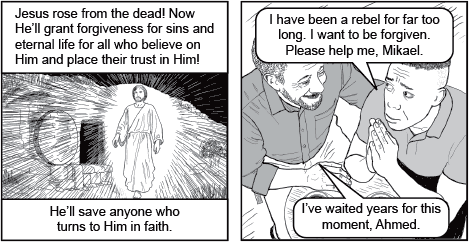 Jesus rose from the dead! Now
He'll grant forgiveness for sins and
eternal life for all who believe on
Him and place their trust in Him!
He'll save anyone who
turns to Him in faith.
I have been a rebel for far too
long. I want to be forgiven.
Please help me, Mikael.
I've waited years for this
moment, Ahmed.